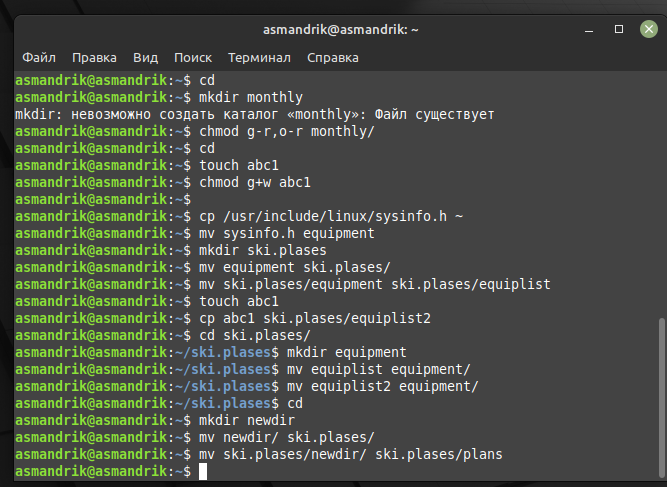 asmandrik@asmandrik: ~
Файл Правка Вид Поиск Терминал Справка
asmandrik@asmandrik:~$ cd
asmandrik@asmandrik:~$ mkdir monthly
mkdir: невозможно создать каталог «monthly»: Файл существует
asmandrik@asmandrik:~$ chmod g-r,o-r monthly/
asmandrik@asmandrik:~$ cd
asmandrik@asmandrik:~$ touch abc1
asmandrik@asmandrik:~$ chmod g+w abc1
asmandrik@asmandrik:~$
asmandrik@asmandrik:~$ cp /usr/include/linux/sysinfo.h ~
asmandrik@asmandrik:~$ mv sysinfo.h equipment
asmandrik@asmandrik:~$ mkdir ski.plases
asmandrik@asmandrik:~$ mv equipment ski.plases/
asmandrik@asmandrik:~$ mv ski.plases/equipment ski.plases/equiplist
asmandrik@asmandrik:~$ touch abc1
asmandrik@asmandrik:~$ cp abc1 ski.plases/equiplist2
asmandrik@asmandrik:~$ cd ski.plases/
asmandrik@asmandrik:~/ski.plases$ mkdir equipment
asmandrik@asmandrik:~/ski.plases$ mv equiplist equipment/
asmandrik@asmandrik:~/ski.plases$ mv equiplist2 equipment/
asmandrik@asmandrik:~/ski.plases$ cd
asmandrik@asmandrik:~$ mkdir newdir
asmandrik@asmandrik:~$ mv newdir/ ski.plases/
asmandrik@asmandrik:~$ mv ski.plases/newdir/ ski.plases/plans
asmandrik@asmandrik:~$